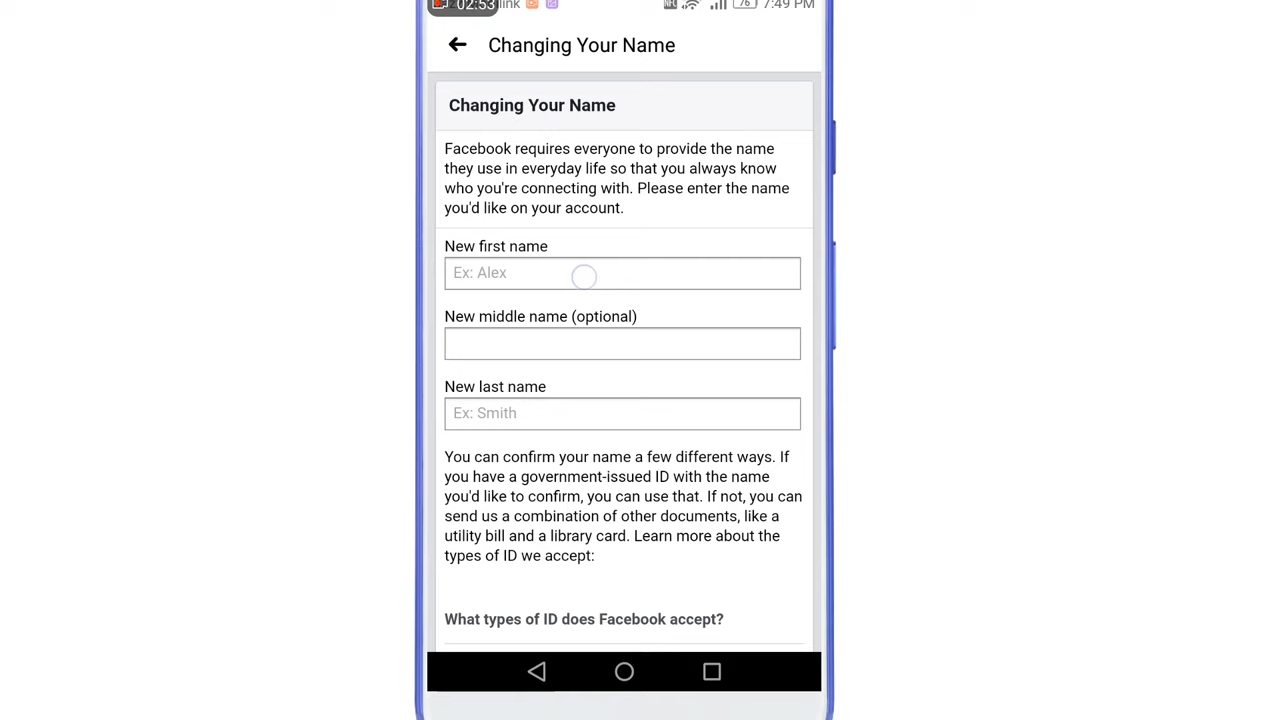 02:53 76 7:49 PM
Changing Your Name
Changing Your Name
Facebook requires everyone to provide the name
they use in everyday life so that you always know
who you're connecting with. Please enter the name
you'd like on your account.
New first name
Ex: Alex
New middle name (optional)
New last name
Ex: Smith
You can confirm your name a few different ways. If
you have a government-issued ID with the name
you'd like to confirm, you can use that. If not, you can
send us a combination of other documents, like a
utility bill and a library card. Learn more about the
types of ID we accept:
What types of ID does Facebook accept?